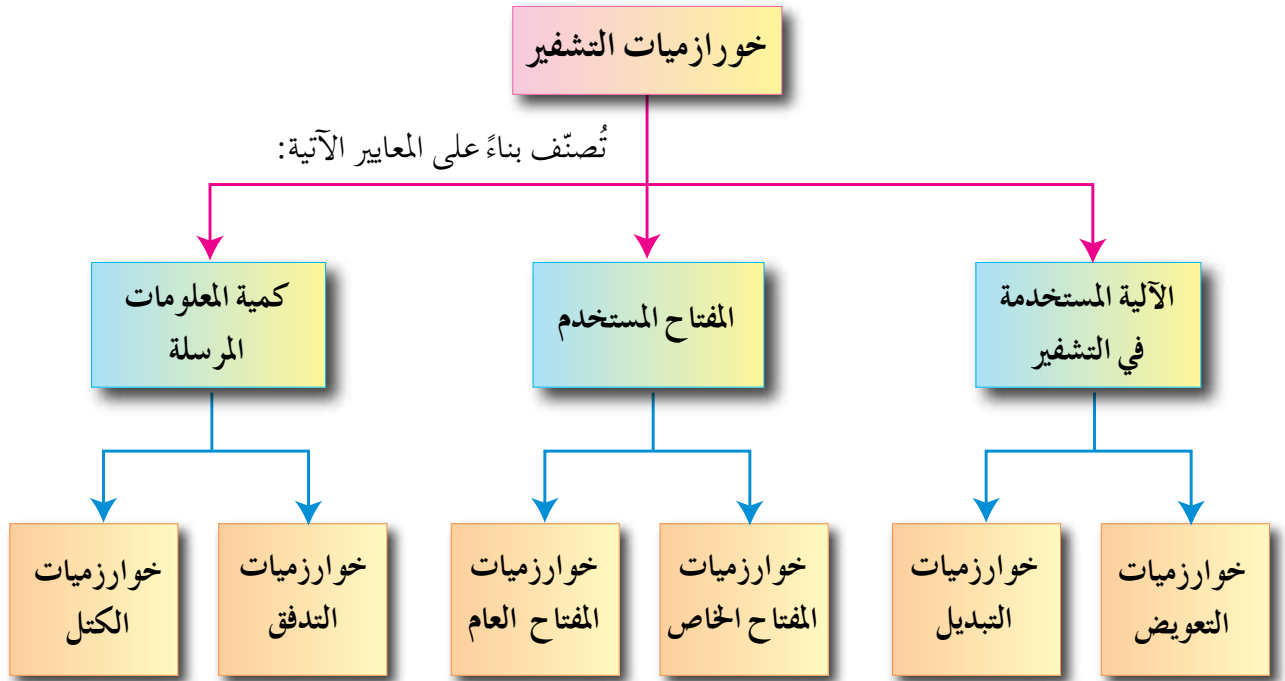 خورازميات التشفير
تُصنّف بناءً على المعايير الآتية:
الآلية المستخدمة
في التشفير
المفتاح المستخدم
كمية المعلومات
المرسلة
خوارزميات
التعويض
خوارزميات
التبديل
خوارزميات
المفتاح الخاص
خوارزميات
المفتاح العام
خوارزميات
التدفق
خوارزميات
الكتل